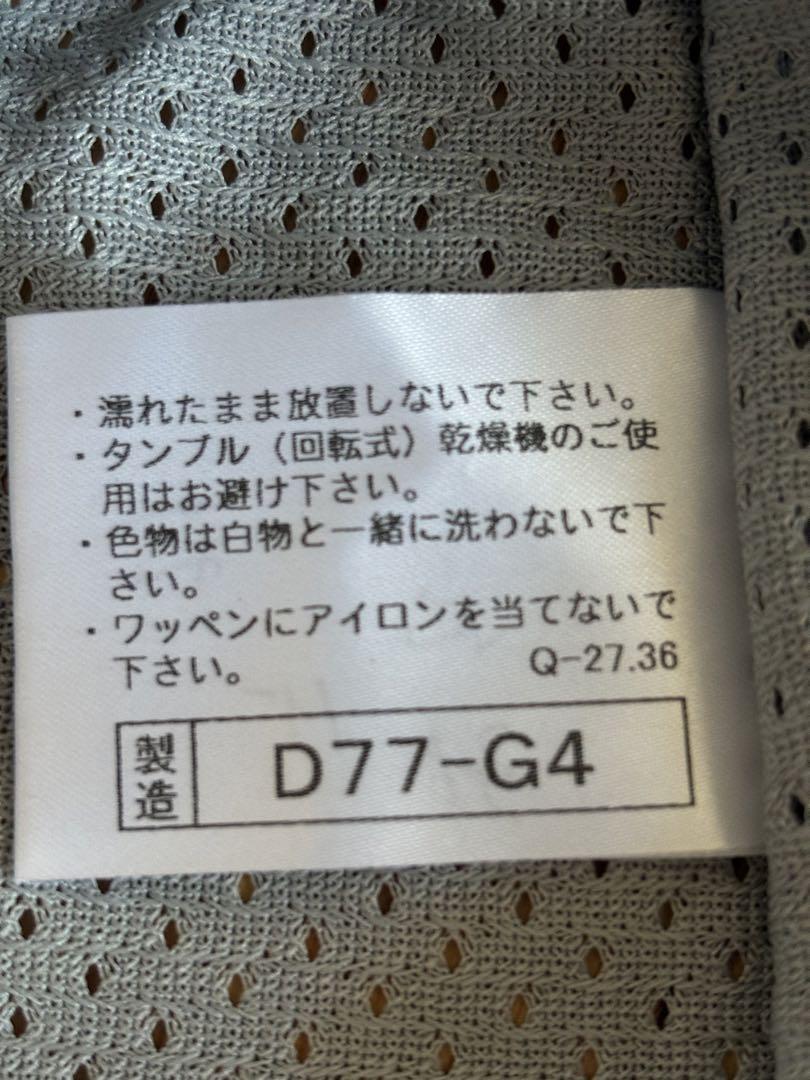 ・濡れたまま放置しないで下さい。
・タンブル（回転式）乾燥機のご使
用はお避け下さい。
・色物は白物と一緒に洗わないで下
さい。
・ワッペンにアイロンを当てないで
下さい。 Q-27.36
製造 D77-G4